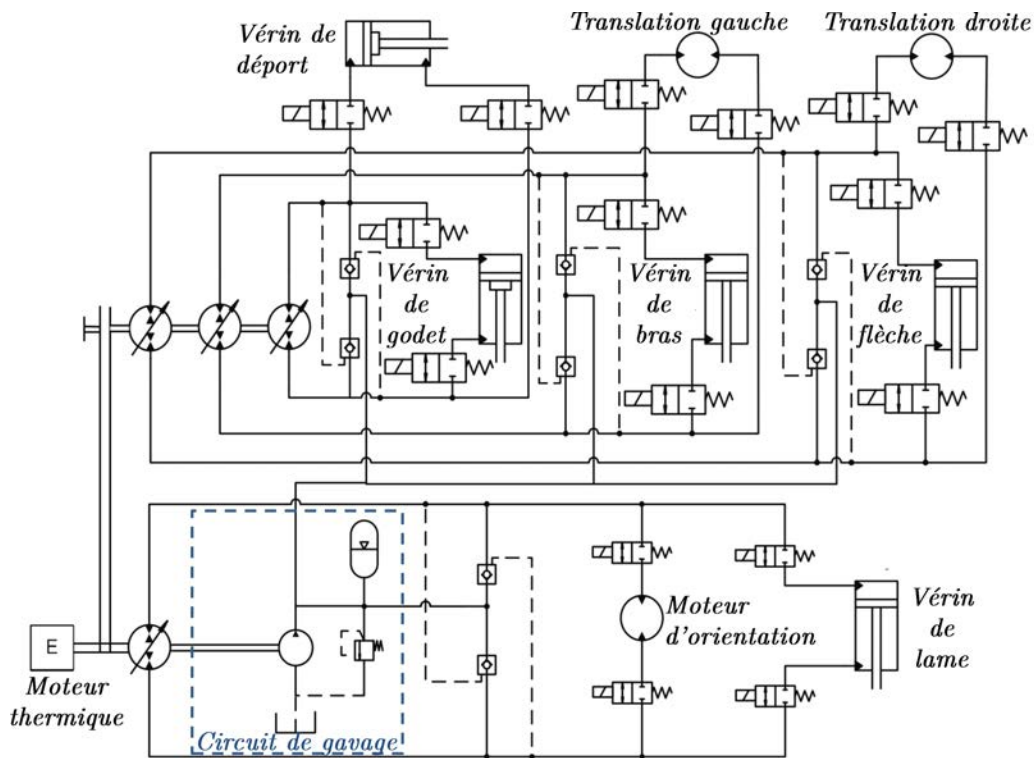 Vérin de
déport
Translation gauche
Translation droite
Vérin
de
godet
Vérin
de
bras
Vérin
de
flèche
E
Moteur
thermique
Circuit de gavage
Moteur
d'orientation
Vérin
de
lame